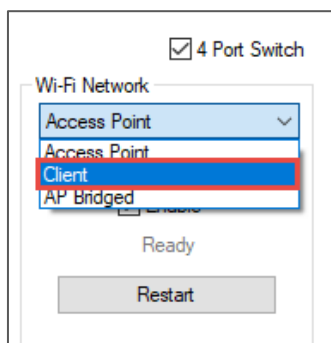 4 Port Switch
Wi-Fi Network
Access Point
Access Point
Client
AP Bridged
Enable
Ready
Restart